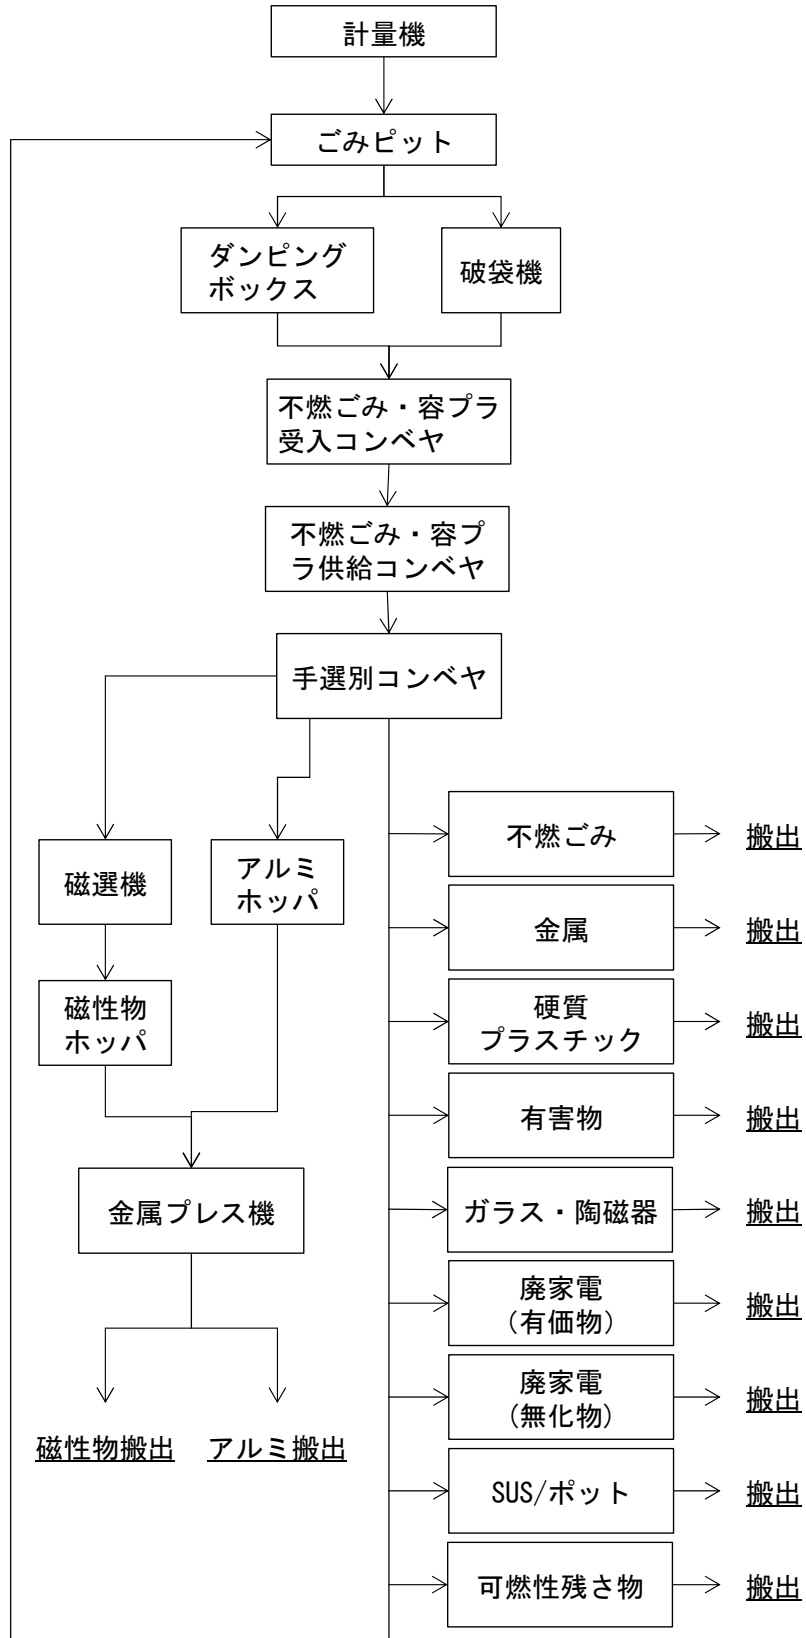 計量機
ごみピット
ダンピング
ボックス
破袋機
不燃ごみ・容プラ
受入コンベヤ
不燃ごみ・容プ
ラ供給コンベヤ
手選別コンベヤ
不燃ごみ
搬出
磁選機
アルミ
ホッパ
金属
搬出
磁性物
ホッパ
硬質
プラスチック
搬出
有害物
搬出
金属プレス機
ガラス・陶磁器
搬出
廃家電
(有価物)
搬出
廃家電
(無化物)
搬出
磁性物搬出
アルミ搬出
SUS/ポット
搬出
可燃性残さ物
搬出